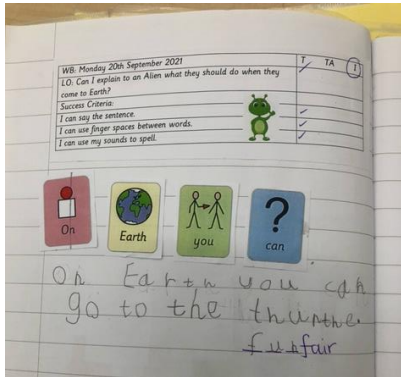 WB: Monday 20th September 2021
T TA I
LO: Can I explain to an Alien what they should do when they
come to Earth?
Success Criteria:
I can say the sentence.
I can use finger spaces between words.
I can use my sounds to spell.
On Earth you can
On Earth you can
go to the
funfair